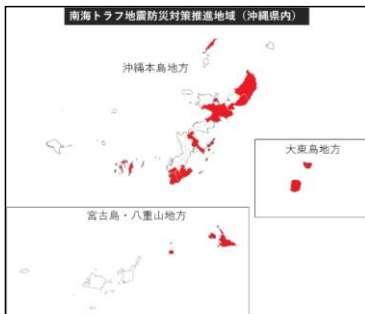 南海トラフ地震防災対策推進地域（沖縄県内）
沖縄本島地方
大東島地方
宮古島・八重山地方